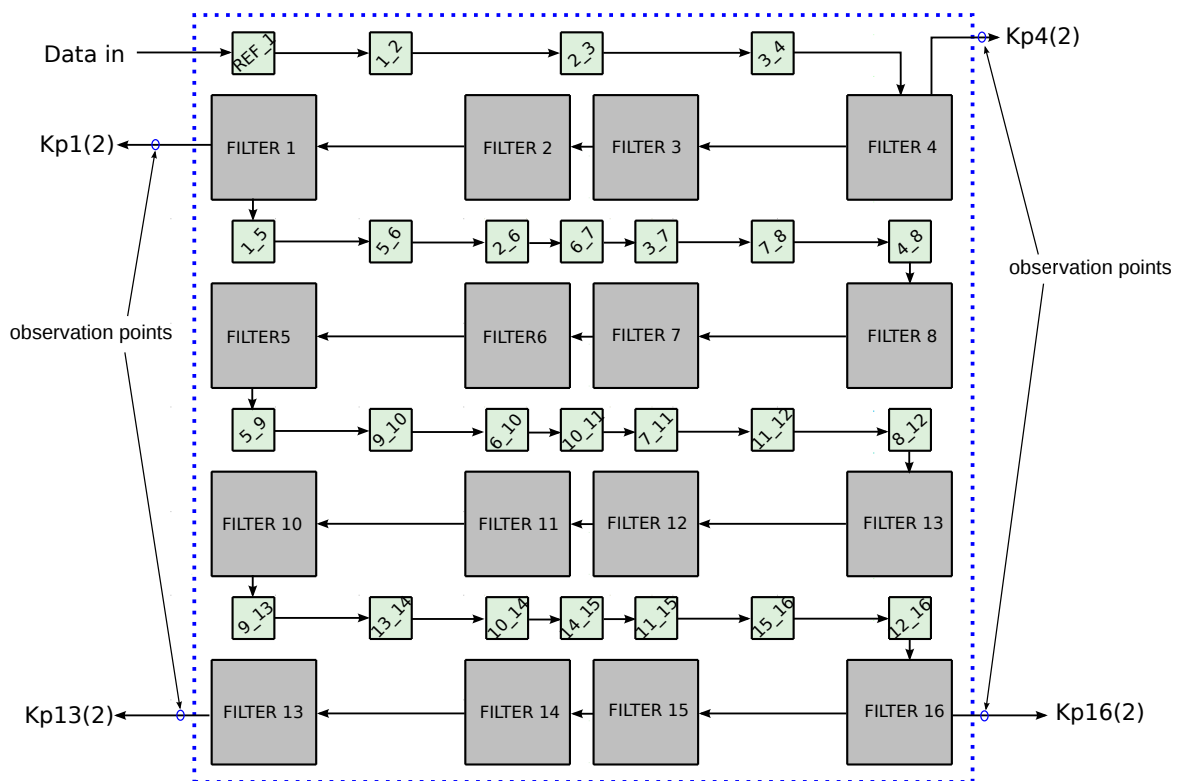 Data in
REF_1
1_2
2_3
3_4
Kp4(2)
Kp1(2)
FILTER 1
FILTER 2
FILTER 3
FILTER 4
1_5
5_6
2_6
6_7
3_7
7_8
4_8
observation points
observation points
FILTER5
FILTER6
FILTER 7
FILTER 8
5_9
9_10
6_10
10_11
7_11
11_12
8_12
FILTER 10
FILTER 11
FILTER 12
FILTER 13
9_13
13_14
10_14
14_15
11_15
15_16
12_16
Kp13(2)
FILTER 13
FILTER 14
FILTER 15
FILTER 16
Kp16(2)